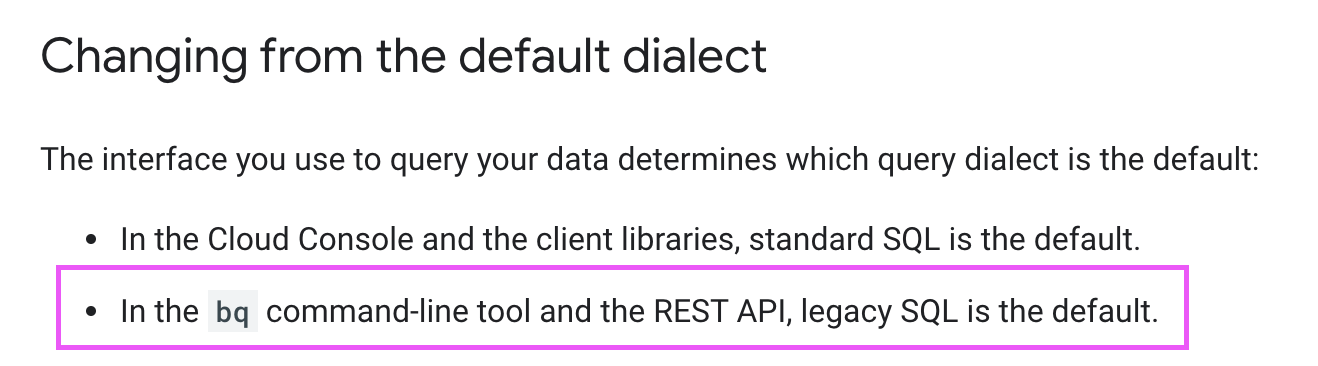 Changing from the default dialect
The interface you use to query your data determines which query dialect is the default:
• In the Cloud Console and the client libraries, standard SQL is the default.
• In the bq command-line tool and the REST API, legacy SQL is the default.